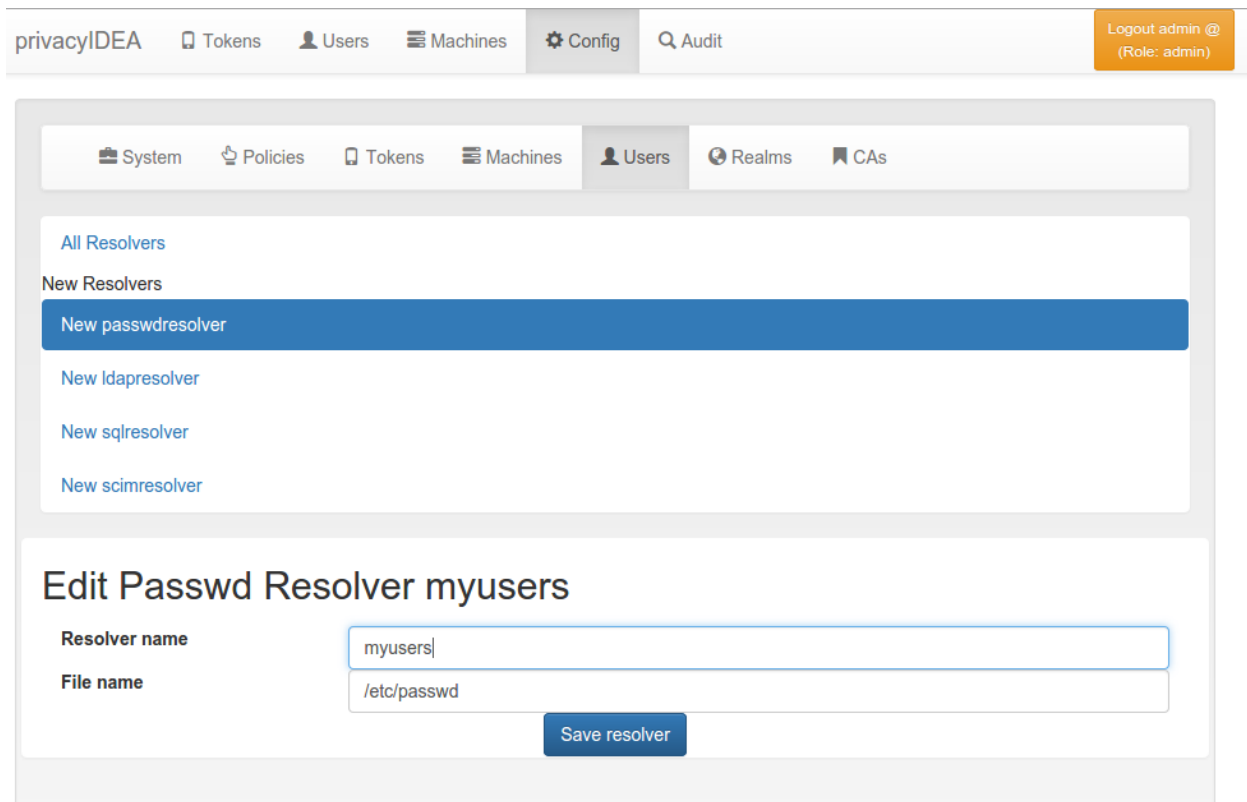 privacyIDEA Tokens Users Machines Config Audit Logout admin @
(Role: admin)
System Policies Tokens Machines Users Realms CAs
All Resolvers
New Resolvers
New passwdresolver
New ldapresolver
New sqlresolver
New scimresolver
Edit Passwd Resolver myusers
Resolver name myusers
File name /etc/passwd
Save resolver